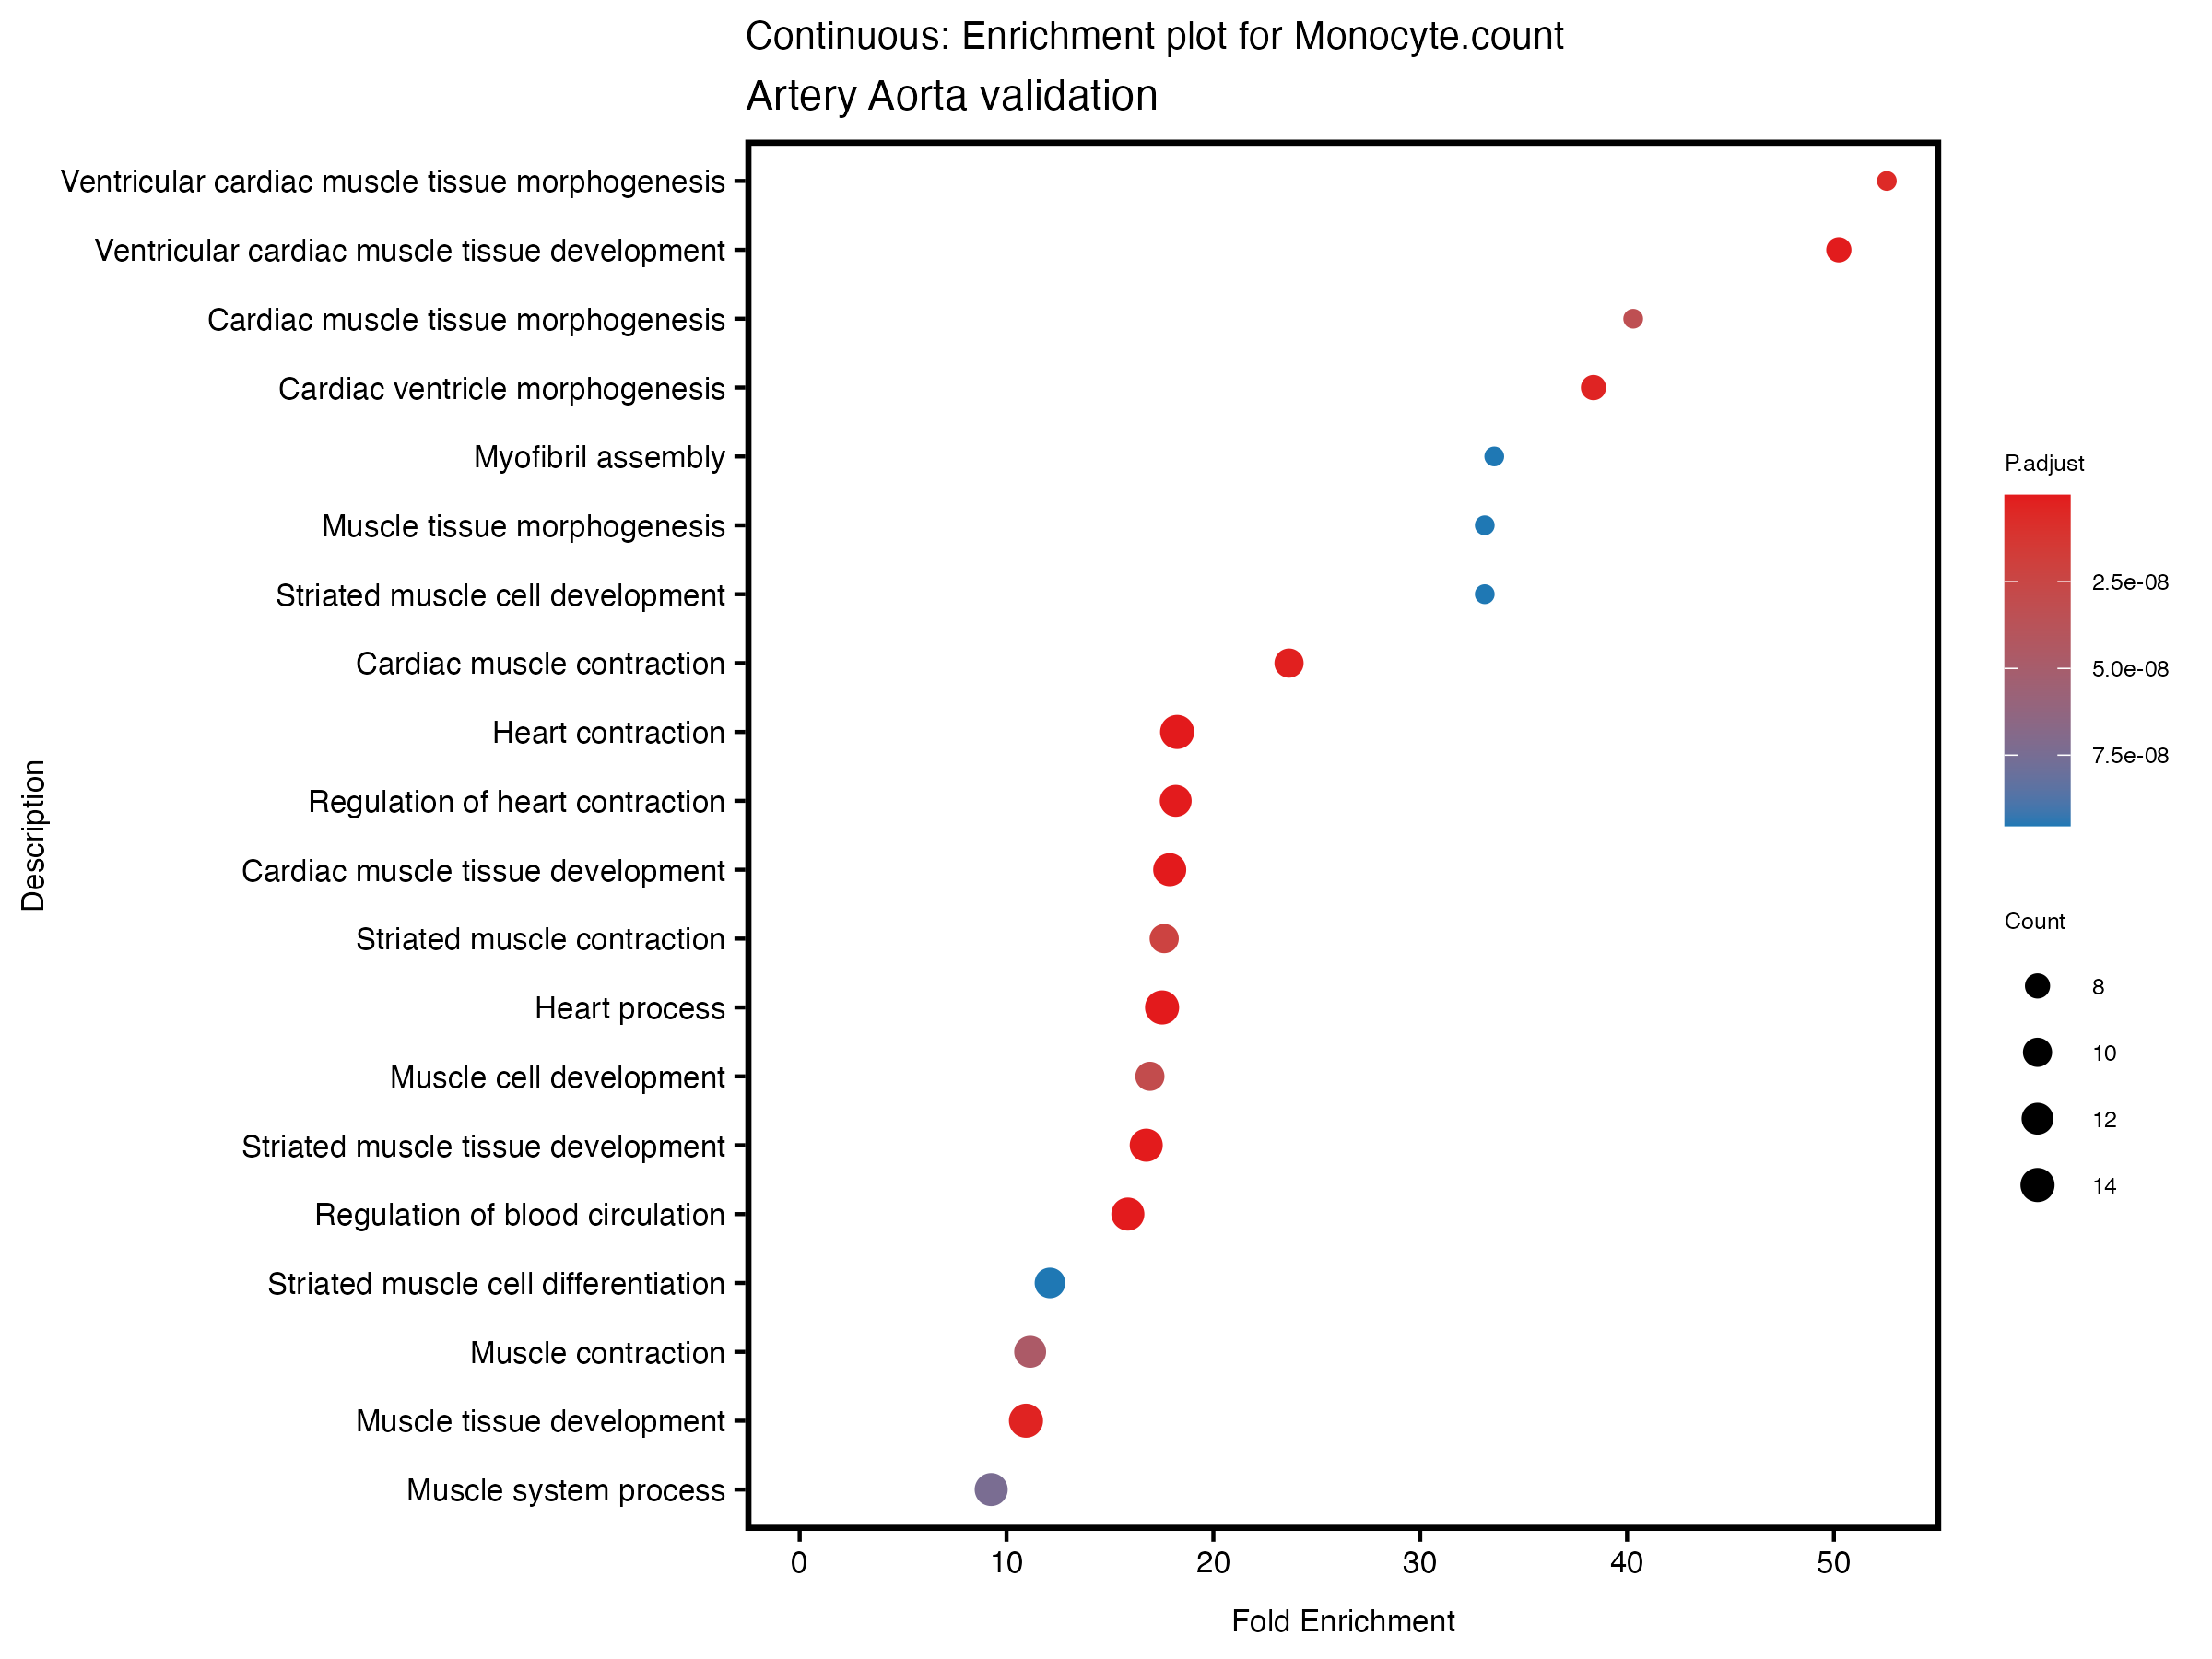 Continuous: Enrichment plot for Monocyte.count
Artery Aorta validation
Description
Ventricular cardiac muscle tissue morphogenesis
Ventricular cardiac muscle tissue development
Cardiac muscle tissue morphogenesis
Cardiac ventricle morphogenesis
Myofibril assembly
Muscle tissue morphogenesis
Striated muscle cell development
Cardiac muscle contraction
Heart contraction
Regulation of heart contraction
Cardiac muscle tissue development
Striated muscle contraction
Heart process
Muscle cell development
Striated muscle tissue development
Regulation of blood circulation
Striated muscle cell differentiation
Muscle contraction
Muscle tissue development
Muscle system process
0 10 20 30 40 50
Fold Enrichment
P.adjust
2.5e-08
5.0e-08
7.5e-08
Count
8
10
12
14